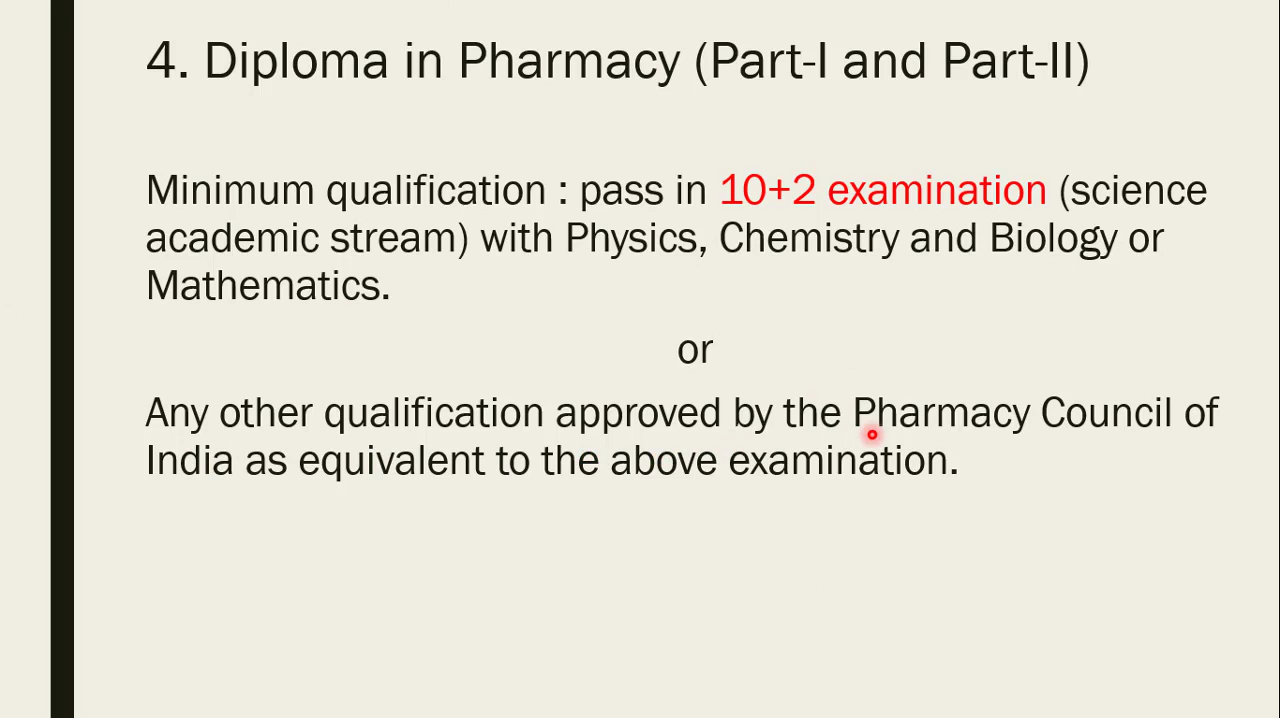 4. Diploma in Pharmacy (Part-I and Part-II)
Minimum qualification : pass in 10+2 examination (science
academic stream) with Physics, Chemistry and Biology or
Mathematics.
or
Any other qualification approved by the Pharmacy Council of
India as equivalent to the above examination.